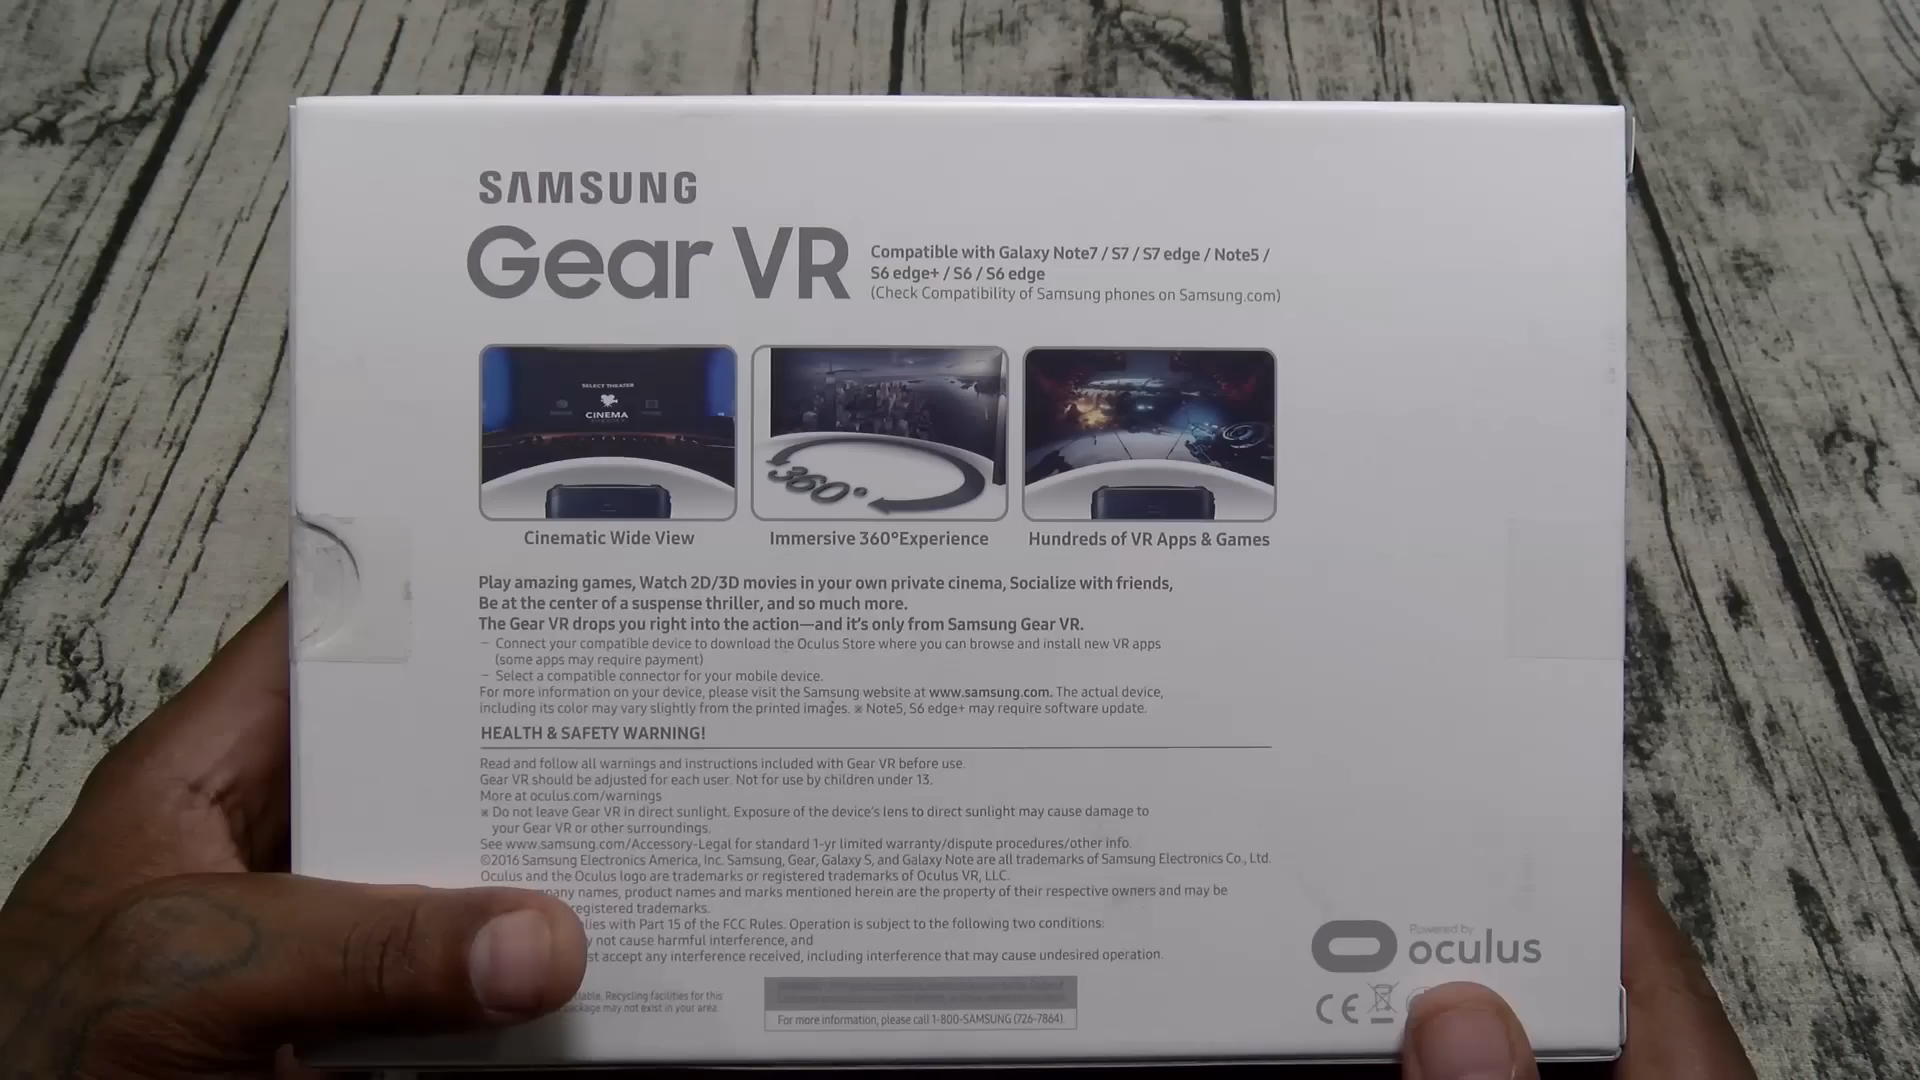 SAMSUNG
Gear VR
Compatible with Galaxy Note7 / S7 / S7 edge / Note5 /
S6 edge+ / S6 / S6 edge
(Check Compatibility of Samsung phones on Samsung.com)
SELECT THEATER
CINEMA
360°
Cinematic Wide View
Immersive 360°Experience
Hundreds of VR Apps & Games
Play amazing games, Watch 2D/3D movies in your own private cinema, Socialize with friends,
Be at the center of a suspense thriller, and so much more.
The Gear VR drops you right into the action—and it's only from Samsung Gear VR.
– Connect your compatible device to download the Oculus Store where you can browse and install new VR apps
(some apps may require payment)
– Select a compatible connector for your mobile device.
For more information on your device, please visit the Samsung website at www.samsung.com. The actual device,
including its color may vary slightly from the printed images. ※ Note5, S6 edge+ may require software update.
HEALTH & SAFETY WARNING!
Read and follow all warnings and instructions included with Gear VR before use.
Gear VR should be adjusted for each user. Not for use by children under 13.
More at oculus.com/warnings
※ Do not leave Gear VR in direct sunlight. Exposure of the device's lens to direct sunlight may cause damage to
your Gear VR or other surroundings.
See www.samsung.com/Accessory-Legal for standard 1-yr limited warranty/dispute procedures/other info.
©2016 Samsung Electronics America, Inc. Samsung, Gear, Galaxy S, and Galaxy Note are all trademarks of Samsung Electronics Co., Ltd.
Oculus and the Oculus logo are trademarks or registered trademarks of Oculus VR, LLC.
names, product names and marks mentioned herein are the property of their respective owners and may be
registered trademarks.
with Part 15 of the FCC Rules. Operation is subject to the following two conditions:
not cause harmful interference, and
accept any interference received, including interference that may cause undesired operation.
Recycling facilities for this
package may not exist in your area.
For more information, please call 1-800-SAMSUNG (726-7864).
Powered by
oculus
CE